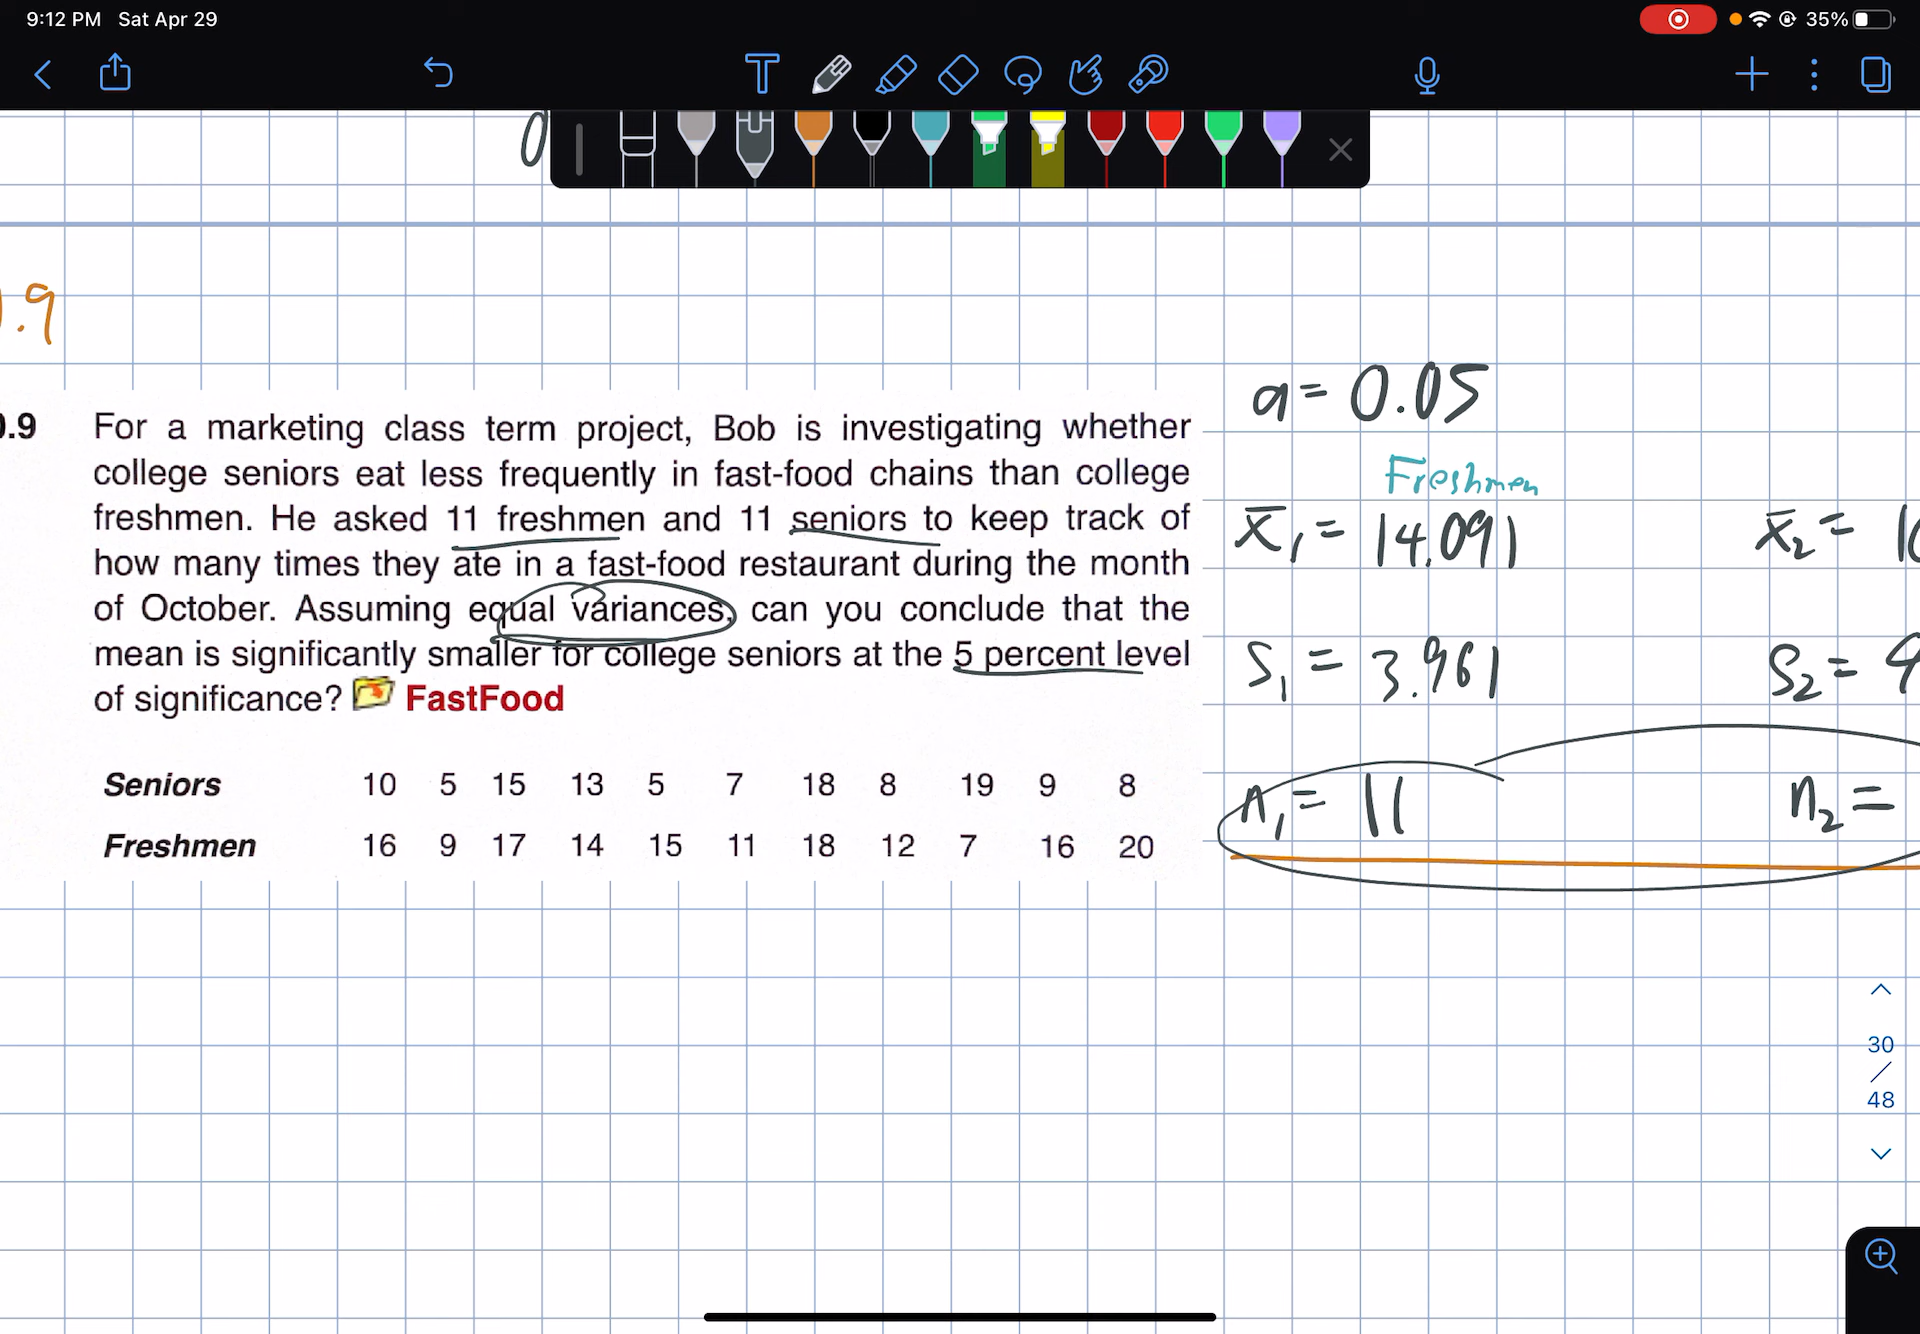 9:12 PM Sat Apr 29
35%
0.9
.9
For a marketing class term project, Bob is investigating whether
college seniors eat less frequently in fast-food chains than college
freshmen. He asked 11 freshmen and 11 seniors to keep track of
how many times they ate in a fast-food restaurant during the month
of October. Assuming equal variances, can you conclude that the
mean is significantly smaller for college seniors at the 5 percent level
of significance? FastFood
Seniors 10 5 15 13 5 7 18 8 19 9 8
Freshmen 16 9 17 14 15 11 18 12 7 16 20
a = 0.05
Freshmen
x̄₁ = 14.091 x̄₂ = 10
S₁ = 3.961 S₂ =
n₁ = 11 n₂ =
30
/
48